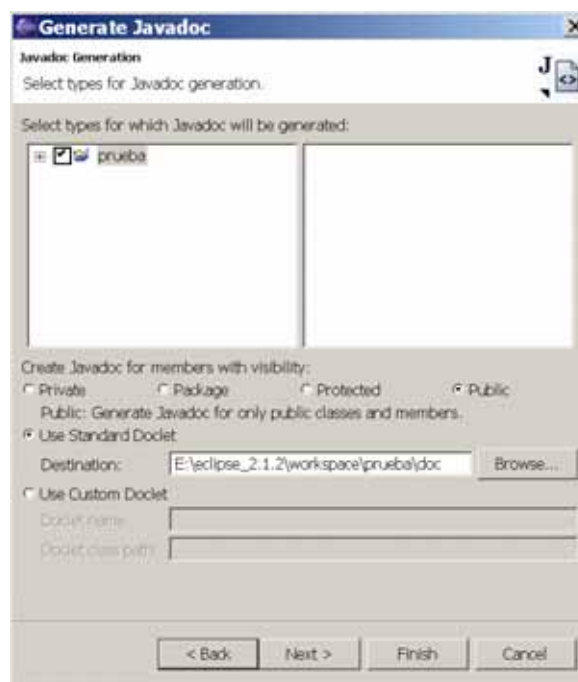 Generate Javadoc
Javadoc Generation
Select types for Javadoc generation.
Select types for which Javadoc will be generated:
prueba
Create Javadoc for members with visibility:
Private Package Protected Public
Public: Generate Javadoc for only public classes and members.
Use Standard Doclet
Destination: E:\eclipse_2.1.2\workspace\prueba\doc Browse...
Use Custom Doclet
Doclet name:
Doclet class path:
< Back Next > Finish Cancel